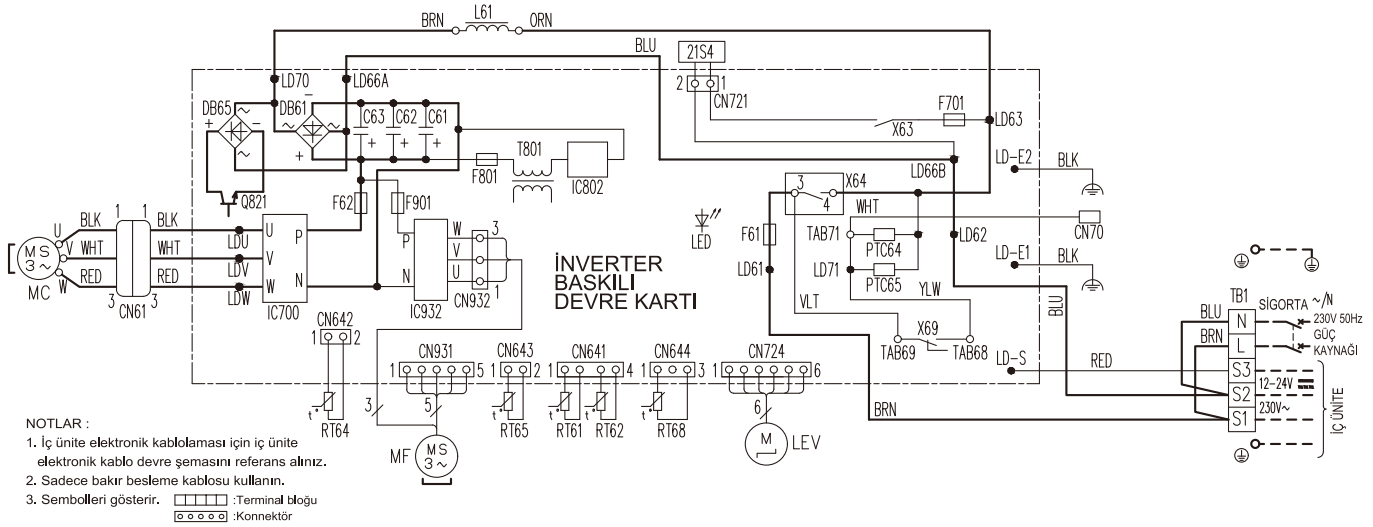 BRN L61 ORN
BLU
21S4
2 1
CN721
LD70 LD66A
DB65 DB61 C63 C62 C61
F701
X63
LD63
T801
F801
IC802
Q821
F62 F901
LD66B
LD-E2 BLK
3 X64
4
WHT
LED
F61
TAB71
PTC64
LD62
CN70
LD61
LD71
PTC65
LD-E1 BLK
VLT
YLW
X69
TAB69 TAB68
U BLK 1 1 BLK
V WHT WHT
W RED 3 3 RED
MS
3~
MC
CN61
LDU
LDV
LDW
U P
V
W N
IC700
P
N
IC932
W 3
V
U 1
CN932
İNVERTER
BASKILI
DEVRE KARTI
BLU
TB1
SİGORTA ~/N
230V 50Hz
GÜÇ
KAYNAĞI
BLU N
BRN L
S3
S2
S1
12-24V
230V~
İÇ ÜNİTE
LD-S RED
BRN
CN642
1 2
t°
RT64
CN931
1 5
3
5
MF
MS
3~
CN643
1 2
t°
RT65
CN641
1 4
t° t°
RT61 RT62
CN644
1 3
t°
RT68
CN724
1 6
6
M
LEV
NOTLAR :
1. İç ünite elektronik kablolaması için iç ünite
elektronik kablo devre şemasını referans alınız.
2. Sadece bakır besleme kablosu kullanın.
3. Sembolleri gösterir. :Terminal bloğu
:Konnektör